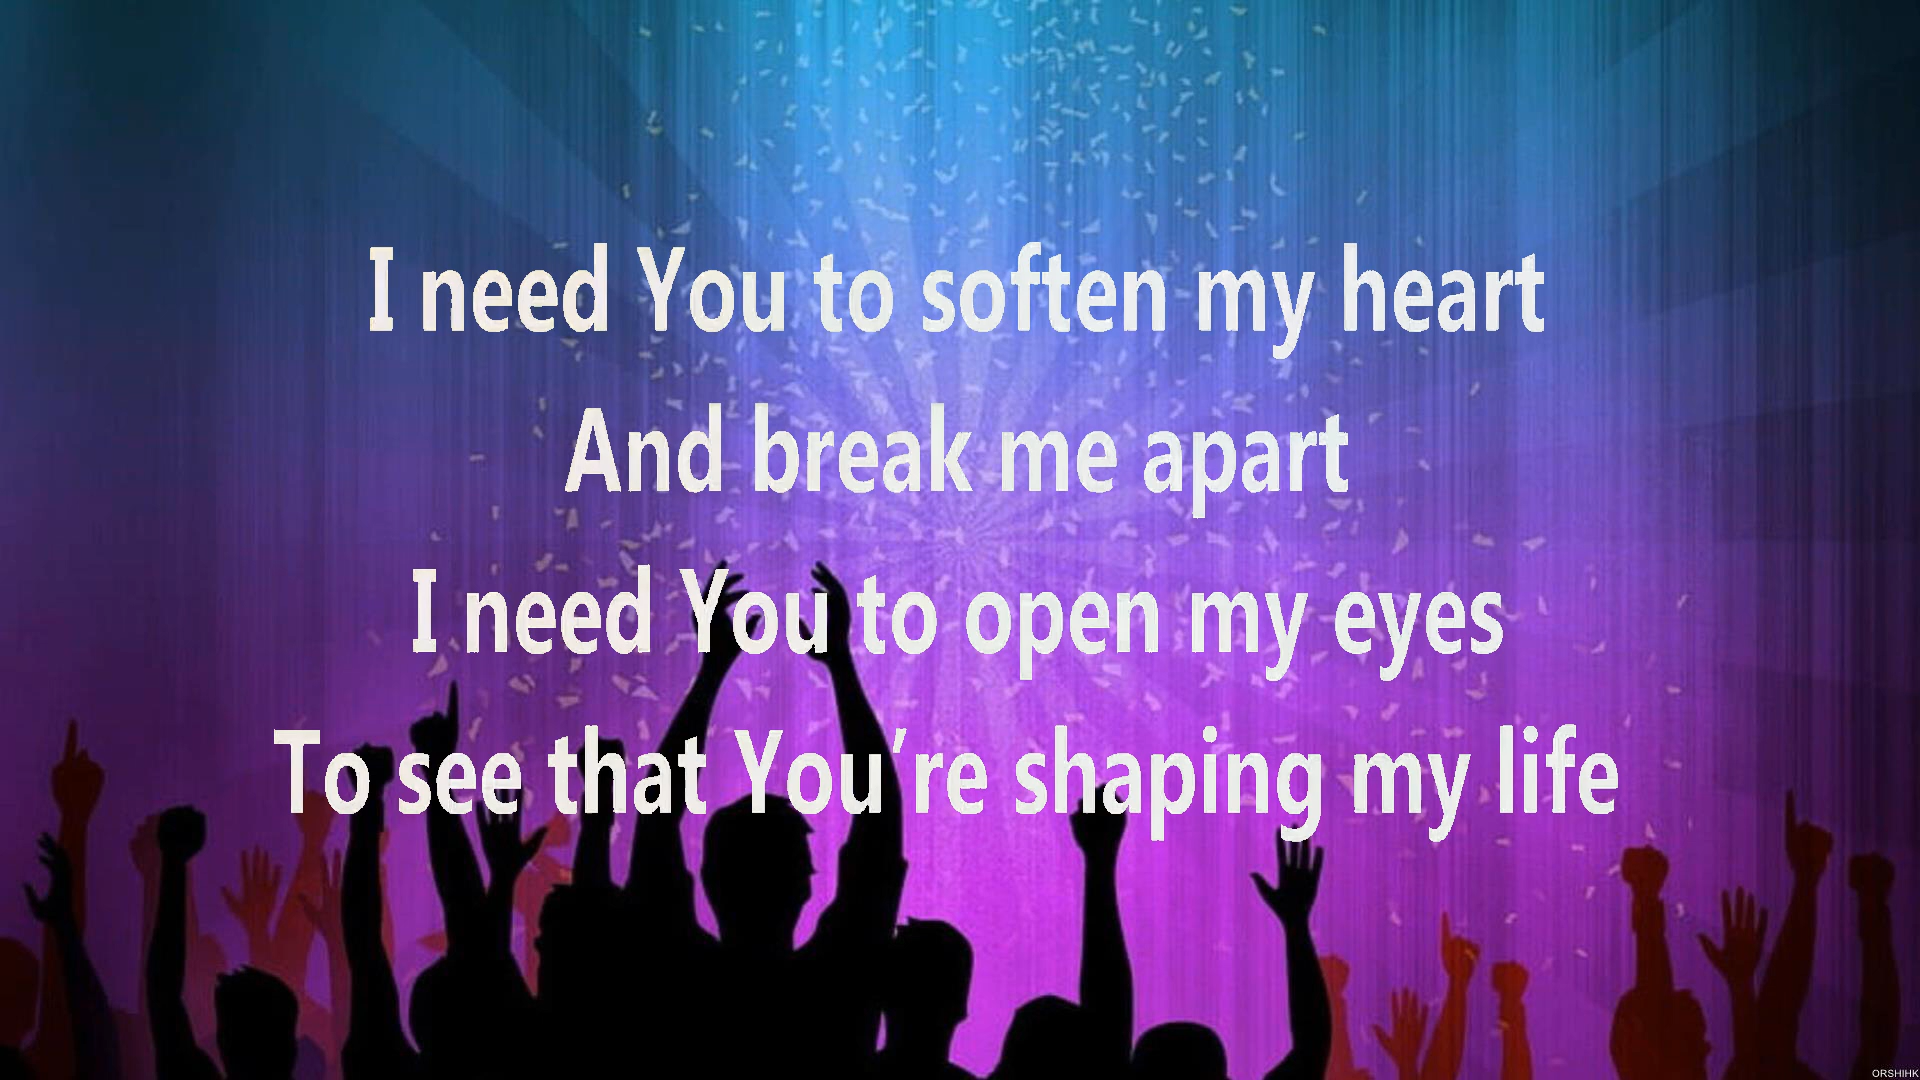 I need You to soften my heart
And break me apart
I need You to open my eyes
To see that You're shaping my life
ORSHIHK